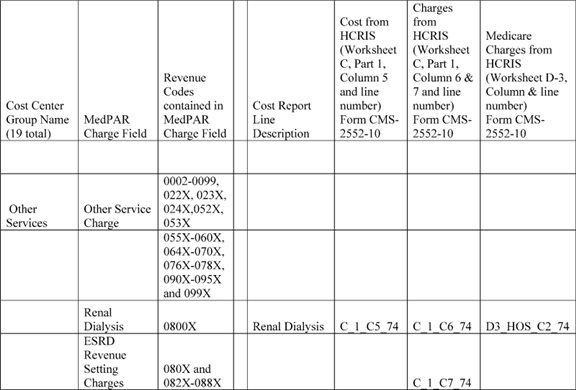 Cost Center
Group Name
(19 total)
MedPAR
Charge Field
Revenue
Codes
contained in
MedPAR
Charge Field
Cost Report
Line
Description
Cost from
HCRIS
(Worksheet
C, Part 1,
Column 5
and line
number)
Form CMS-
2552-10
Charges
from
HCRIS
(Worksheet
C, Part 1,
Column 6 &
7 and line
number)
Form CMS-
2552-10
Medicare
Charges from
HCRIS
(Worksheet D-3,
Column & line
number)
Form CMS-
2552-10
Other
Services
Other Service
Charge
0002-0099,
022X, 023X,
024X,052X,
053X
055X-060X,
064X-070X,
076X-078X,
090X-095X
and 099X
Renal
Dialysis
0800X
Renal Dialysis
C_1_C5_74
C_1_C6_74
D3_HOS_C2_74
ESRD
Revenue
Setting
Charges
080X and
082X-088X
C_1_C7_74